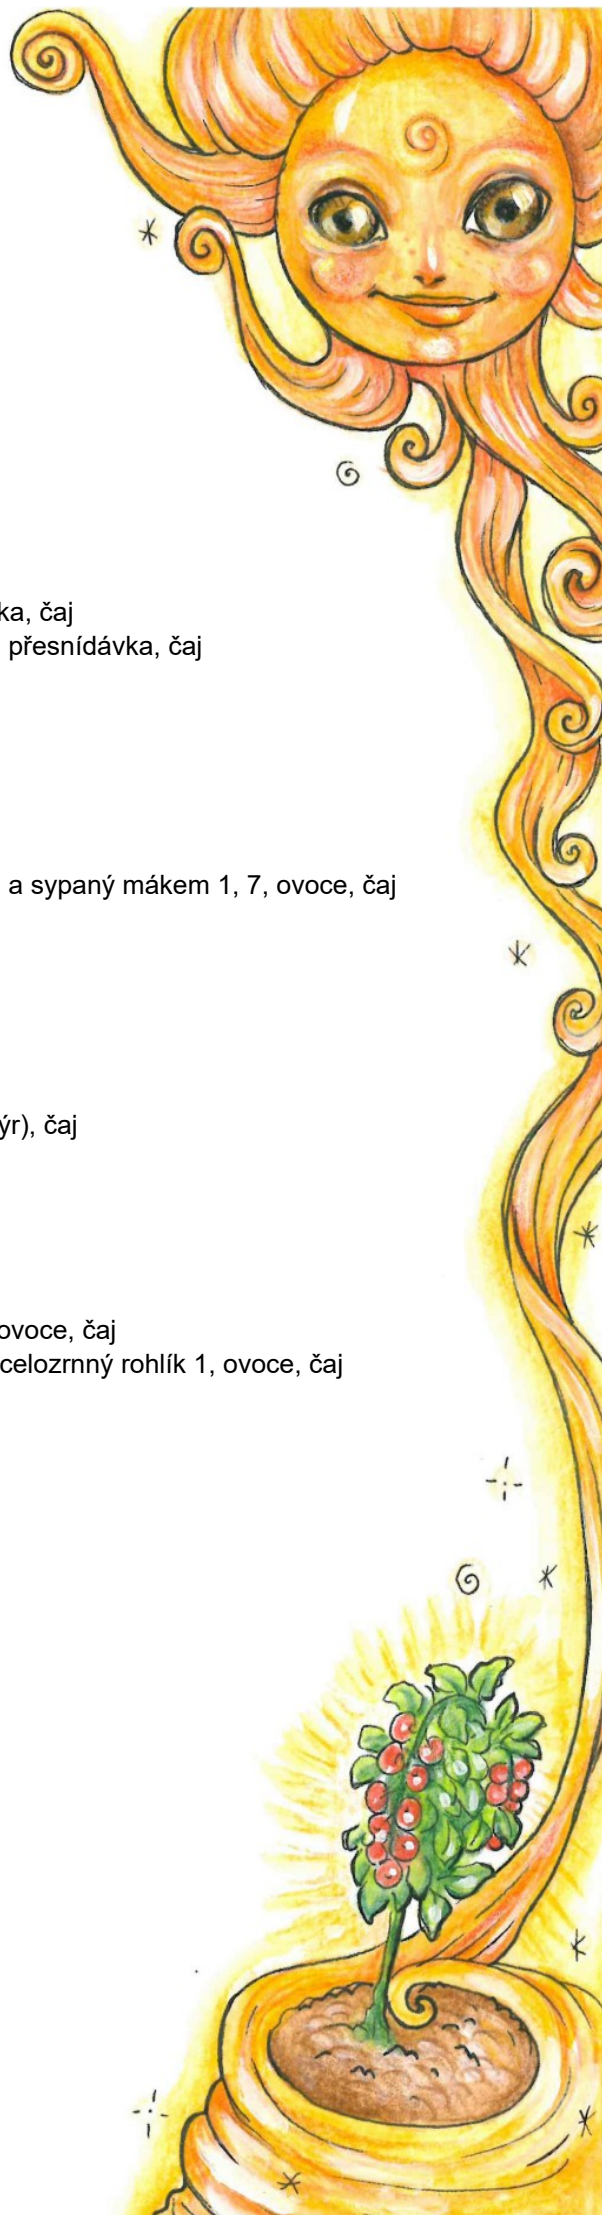 ka, čaj
přesnídávka, čaj
a sypaný mákem 1, 7, ovoce, čaj
ýr), čaj
ovoce, čaj
celozrnný rohlík 1, ovoce, čaj